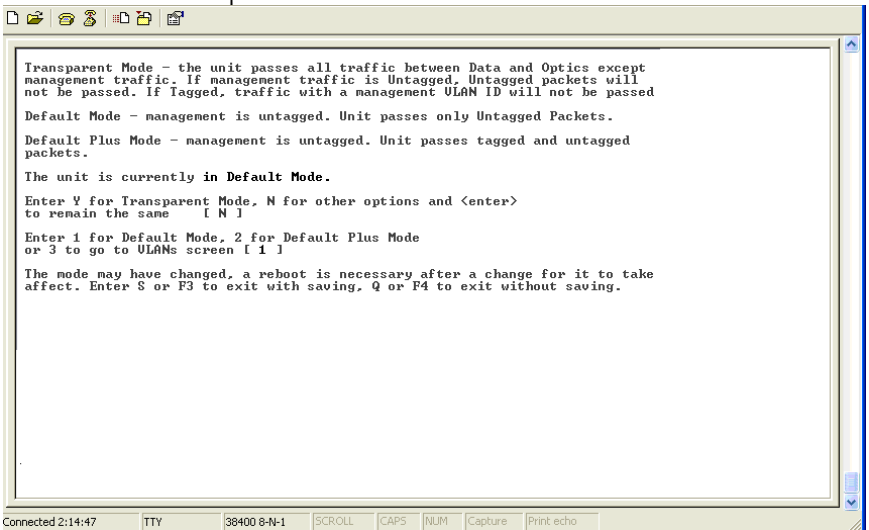 Transparent Mode - the unit passes all traffic between Data and Optics except
management traffic. If management traffic is Untagged, Untagged packets will
not be passed. If Tagged, traffic with a management VLAN ID will not be passed
Default Mode - management is untagged. Unit passes only Untagged Packets.
Default Plus Mode - management is untagged. Unit passes tagged and untagged
packets.
The unit is currently in Default Mode.
Enter Y for Transparent Mode, N for other options and <enter>
to remain the same [ N ]
Enter 1 for Default Mode, 2 for Default Plus Mode
or 3 to go to VLANs screen [ 1 ]
The mode may have changed, a reboot is necessary after a change for it to take
affect. Enter S or F3 to exit with saving, Q or F4 to exit without saving.
Connected 2:14:47 TTY 38400 8-N-1 SCROLL CAPS NUM Capture Print echo